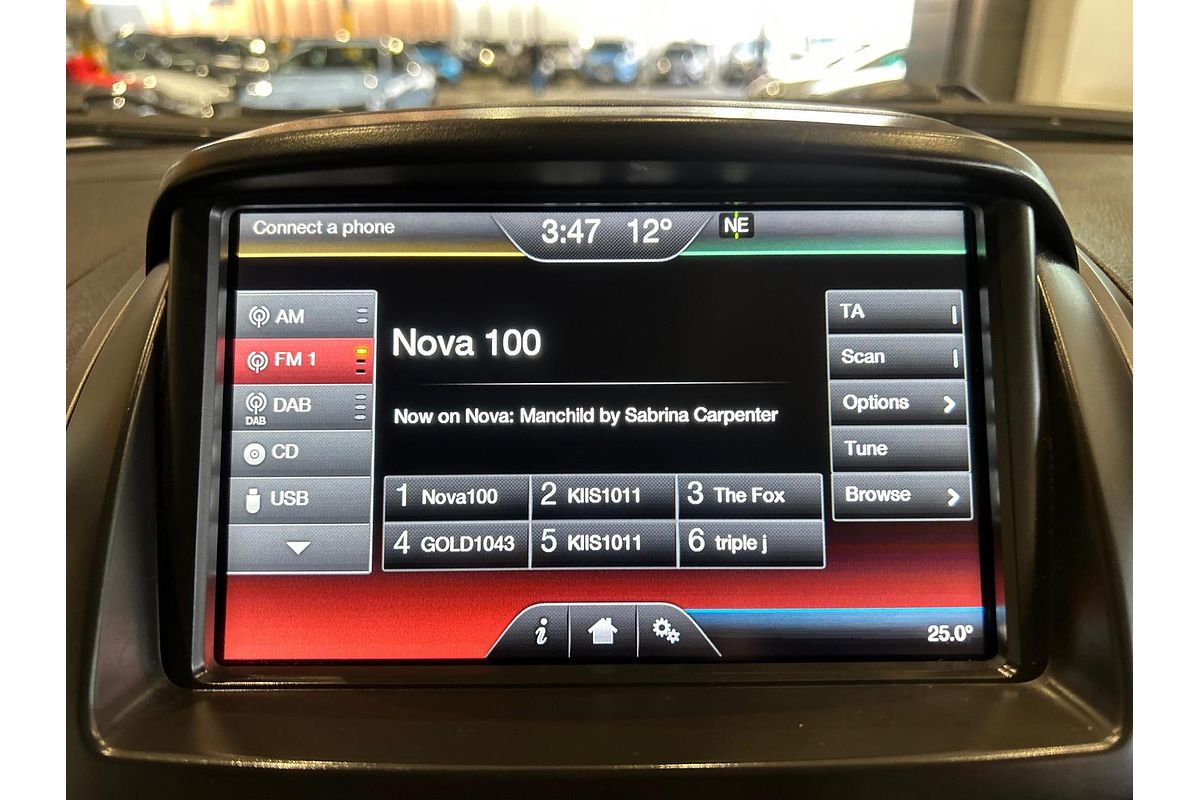 Connect a phone
3:47 12°
NE
AM
FM 1
DAB
DAB
CD
USB
Nova 100
Now on Nova: Manchild by Sabrina Carpenter
1 Nova100
2 KIIS1011
3 The Fox
4 GOLD1043
5 KIIS1011
6 triple j
TA
Scan
Options
Tune
Browse
i
25.0°